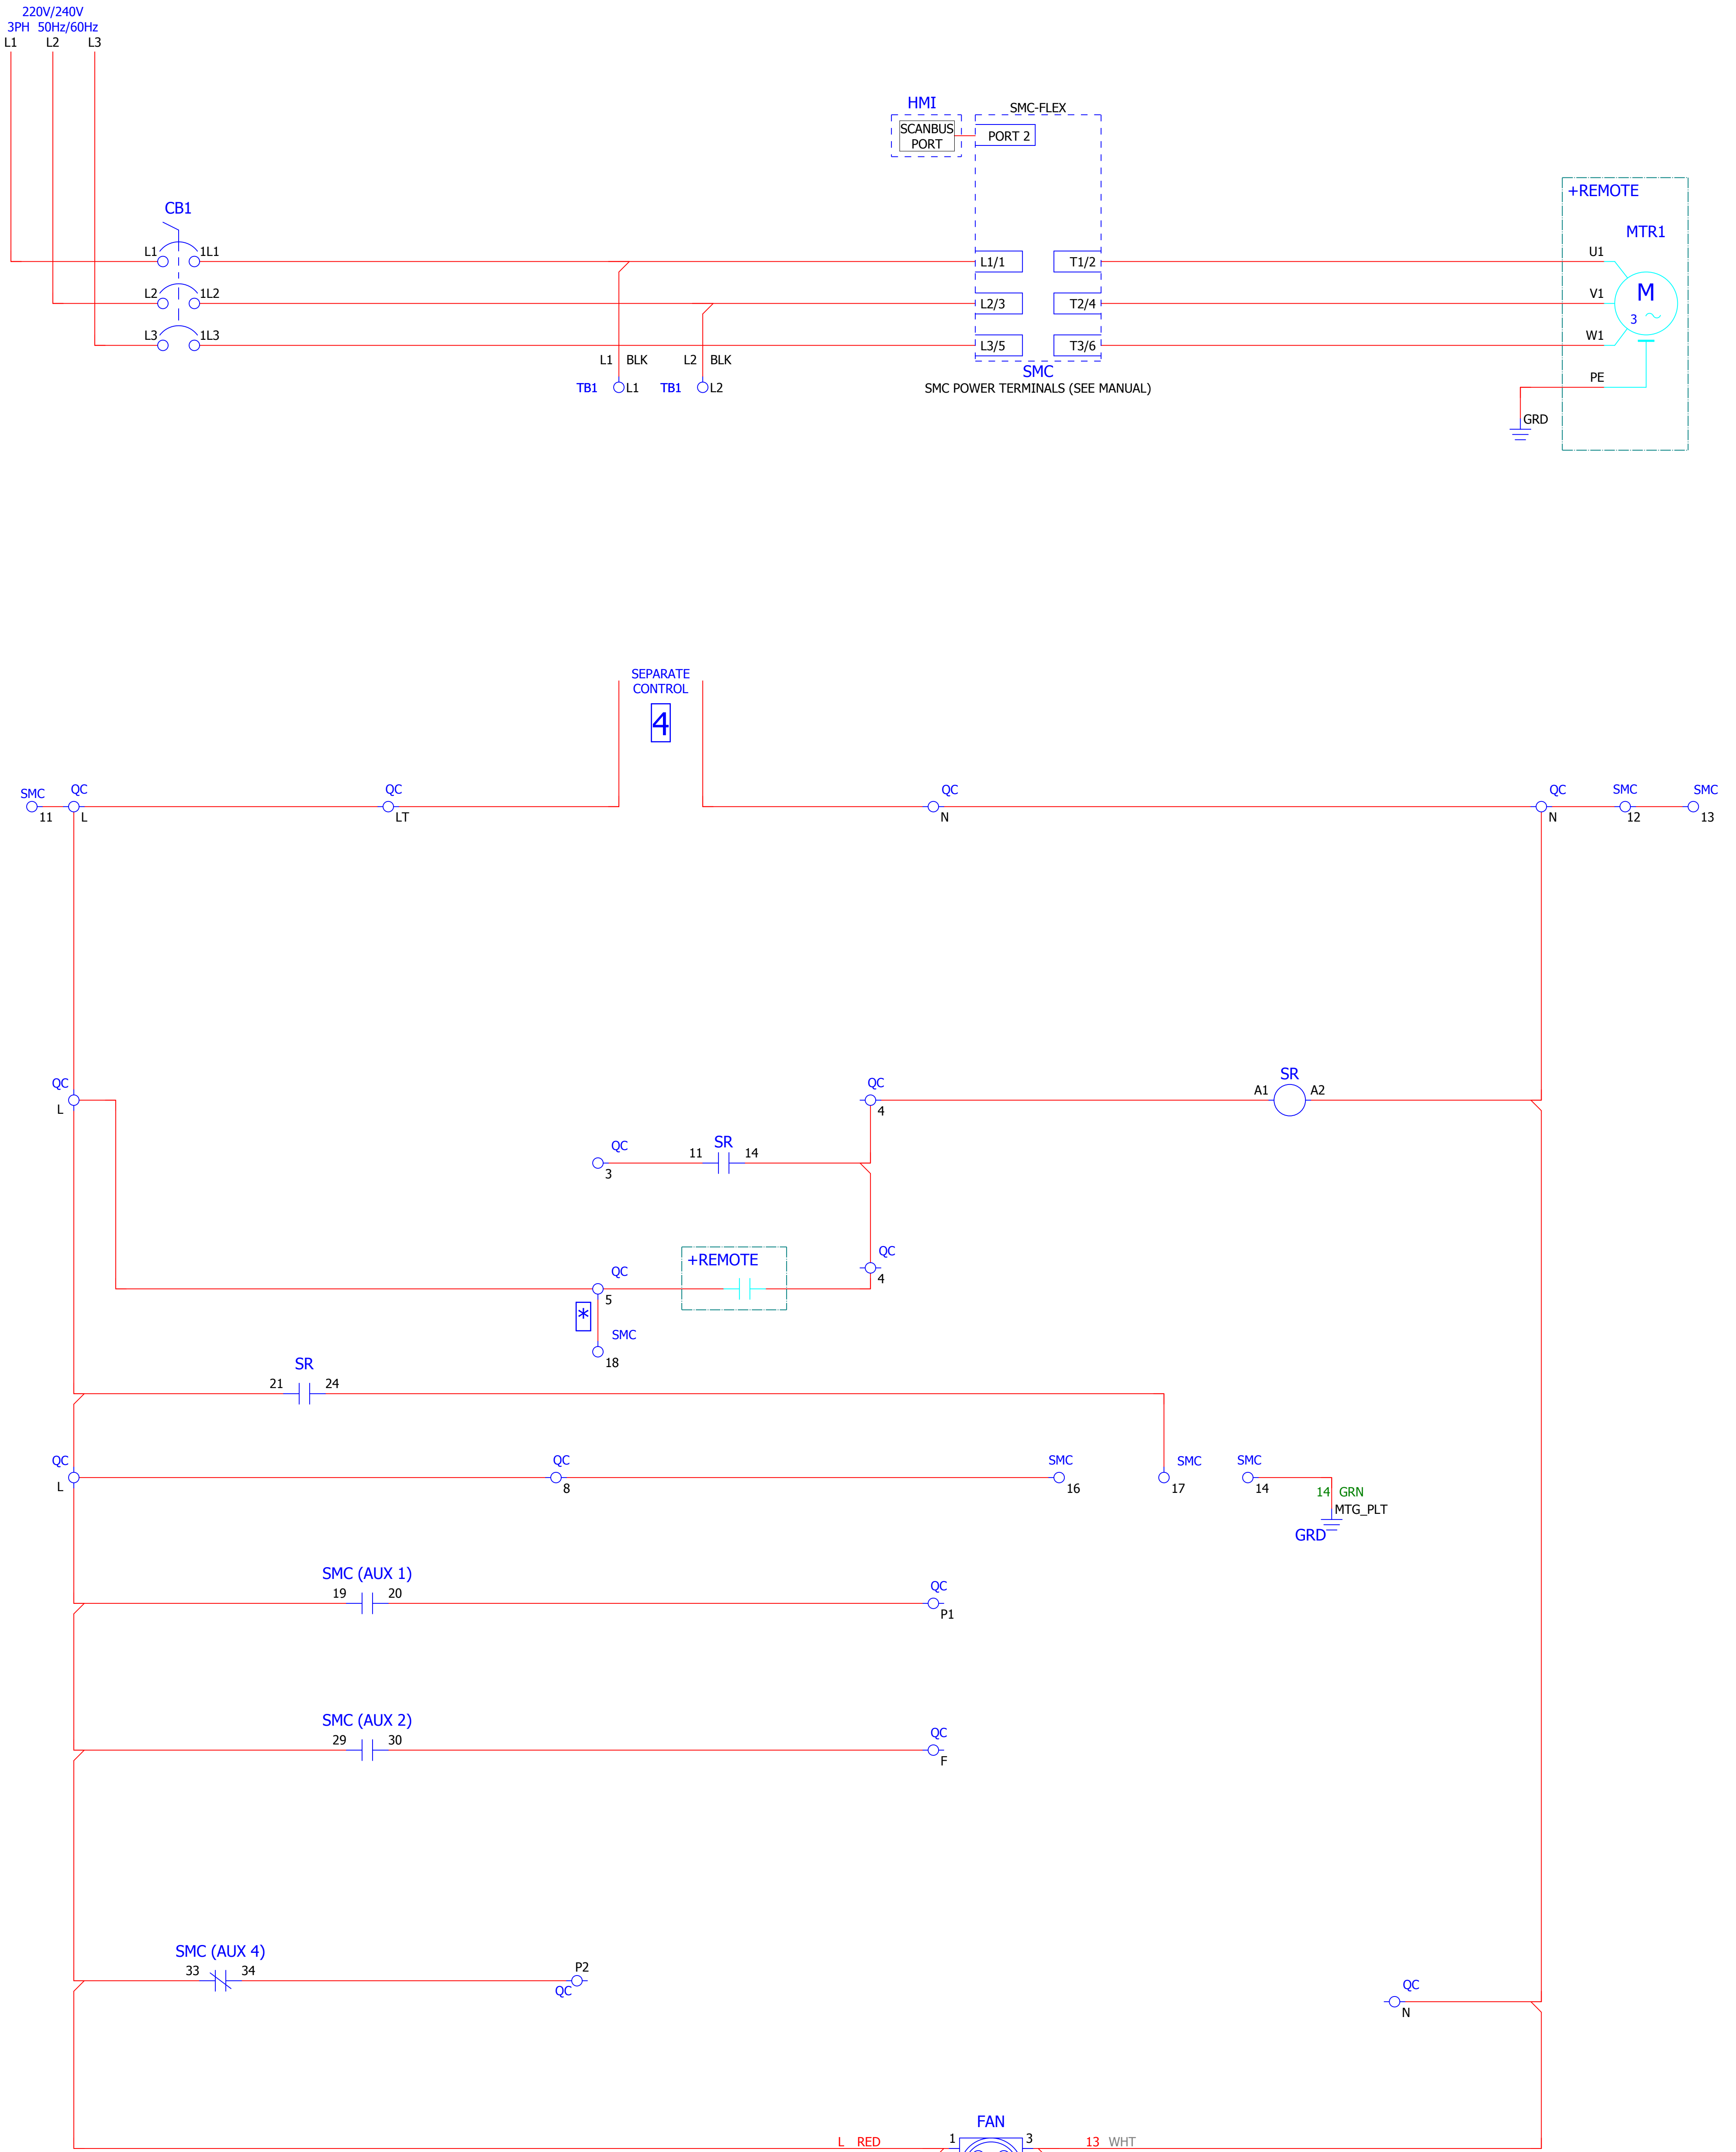 220V/240V
3PH 50Hz/60Hz
L1 L2 L3
HMI
SMC-FLEX
SCANBUS
PORT
PORT 2
+REMOTE
CB1
MTR1
L1 1L1
L1/1 T1/2
U1
L2 1L2
L2/3 T2/4
V1
M
3
L3 1L3
L3/5 T3/6
W1
L1 BLK L2 BLK
SMC
PE
TB1 L1 TB1 L2
SMC POWER TERMINALS (SEE MANUAL)
GRD
SEPARATE
CONTROL
4
SMC QC QC QC QC SMC SMC
11 L LT N N 12 13
QC QC SR
A1 A2
L 4
QC SR
11 14
3
QC
+REMOTE
4
QC
5
*
SMC
18
SR
21 24
QC QC SMC SMC SMC
L 8 16 17 14
14 GRN
MTG_PLT
GRD
SMC (AUX 1)
19 20
QC
P1
SMC (AUX 2)
29 30
QC
F
SMC (AUX 4)
33 34
P2
QC
QC
N
FAN
L RED 1 3 13 WHT